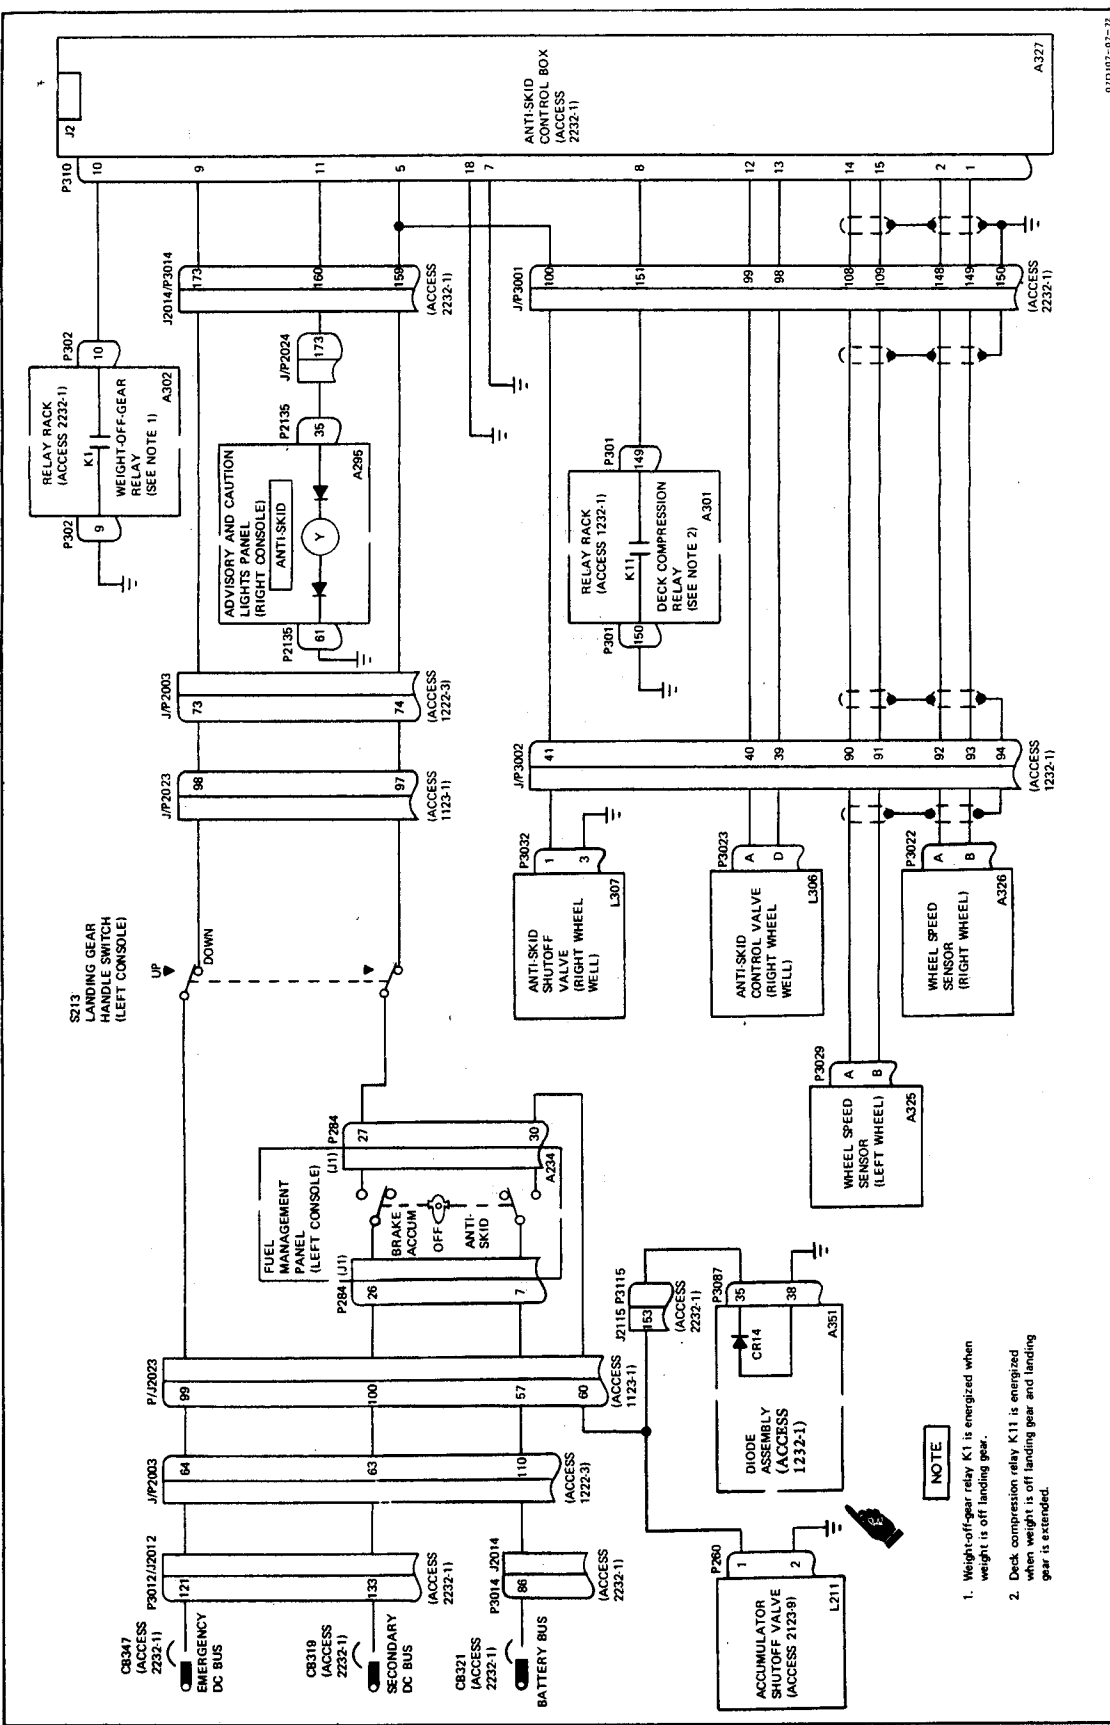 CB347
(ACCESS
2232-1)
EMERGENCY
DC BUS
P3012/J2012
121
133
(ACCESS
2232-1)
CB319
(ACCESS
2232-1)
SECONDARY
DC BUS
CB321
(ACCESS
2232-1)
BATTERY BUS
P3014 J2014
86
(ACCESS
2232-1)
J/P2003
64
63
110
(ACCESS
1222-3)
P/J2023
99
100
57
60
(ACCESS
1123-1)
FUEL
MANAGEMENT
PANEL
(LEFT CONSOLE)
P284 (J1)
26
7
BRAKE
ACCUM
OFF
ANTI-
SKID
(J1) P284
27
30
A234
S213
LANDING GEAR
HANDLE SWITCH
(LEFT CONSOLE)
UP
DOWN
J/P2023
98
97
(ACCESS
1123-1)
J/P2003
73
74
(ACCESS
1222-3)
P2135
61
ADVISORY AND CAUTION
LIGHTS PANEL
(RIGHT CONSOLE)
ANTI-SKID
Y
A295
P2135
35
J/P2024
173
P302
9
RELAY RACK
(ACCESS 2232-1)
K1
WEIGHT-OFF-GEAR
RELAY
(SEE NOTE 1)
A302
P302
10
J2014/P3014
173
160
159
(ACCESS
2232-1)
P310
10
9
11
5
18
7
8
12
13
14
15
2
1
J2
ANTI-SKID
CONTROL BOX
(ACCESS
2232-1)
A327
J/P3001
100
151
99
98
108
109
148
149
150
(ACCESS
2232-1)
P301
150
RELAY RACK
(ACCESS 1232-1)
K11
DECK COMPRESSION
RELAY
(SEE NOTE 2)
A301
P301
149
J/P3002
41
40
39
90
91
92
93
94
(ACCESS
1232-1)
P3032
1
3
ANTI-SKID
SHUTOFF
VALVE
(RIGHT WHEEL
WELL)
L307
P3023
A
D
ANTI-SKID
CONTROL VALVE
(RIGHT WHEEL
WELL)
L306
P3022
A
B
WHEEL SPEED
SENSOR
(RIGHT WHEEL)
A326
P3029
A
B
WHEEL SPEED
SENSOR
(LEFT WHEEL)
A325
J2115 P3115
153
(ACCESS
2232-1)
P3087
35
38
CR14
DIODE
ASSEMBLY
(ACCESS
1232-1)
A351
P260
1
2
ACCUMULATOR
SHUTOFF VALVE
(ACCESS 2123-9)
L211
NOTE
1. Weight-off-gear relay K1 is energized when
weight is off landing gear.
2. Deck compression relay K11 is energized
when weight is off landing gear and landing
gear is extended.